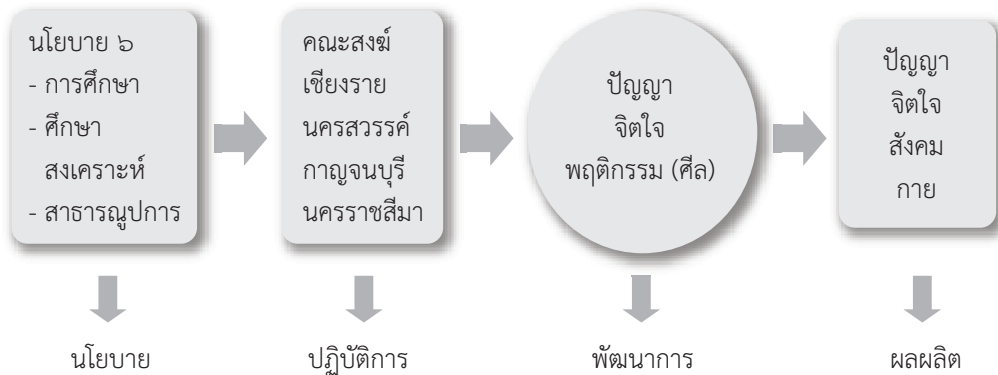 นโยบาย ๖
- การศึกษา
- ศึกษา
สงเคราะห์
- สาธารณูปการ
คณะสงฆ์
เชียงราย
นครสวรรค์
กาญจนบุรี
นครราชสีมา
ปัญญา
จิตใจ
พฤติกรรม (ศีล)
ปัญญา
จิตใจ
สังคม
กาย
นโยบาย
ปฏิบัติการ
พัฒนาการ
ผลผลิต